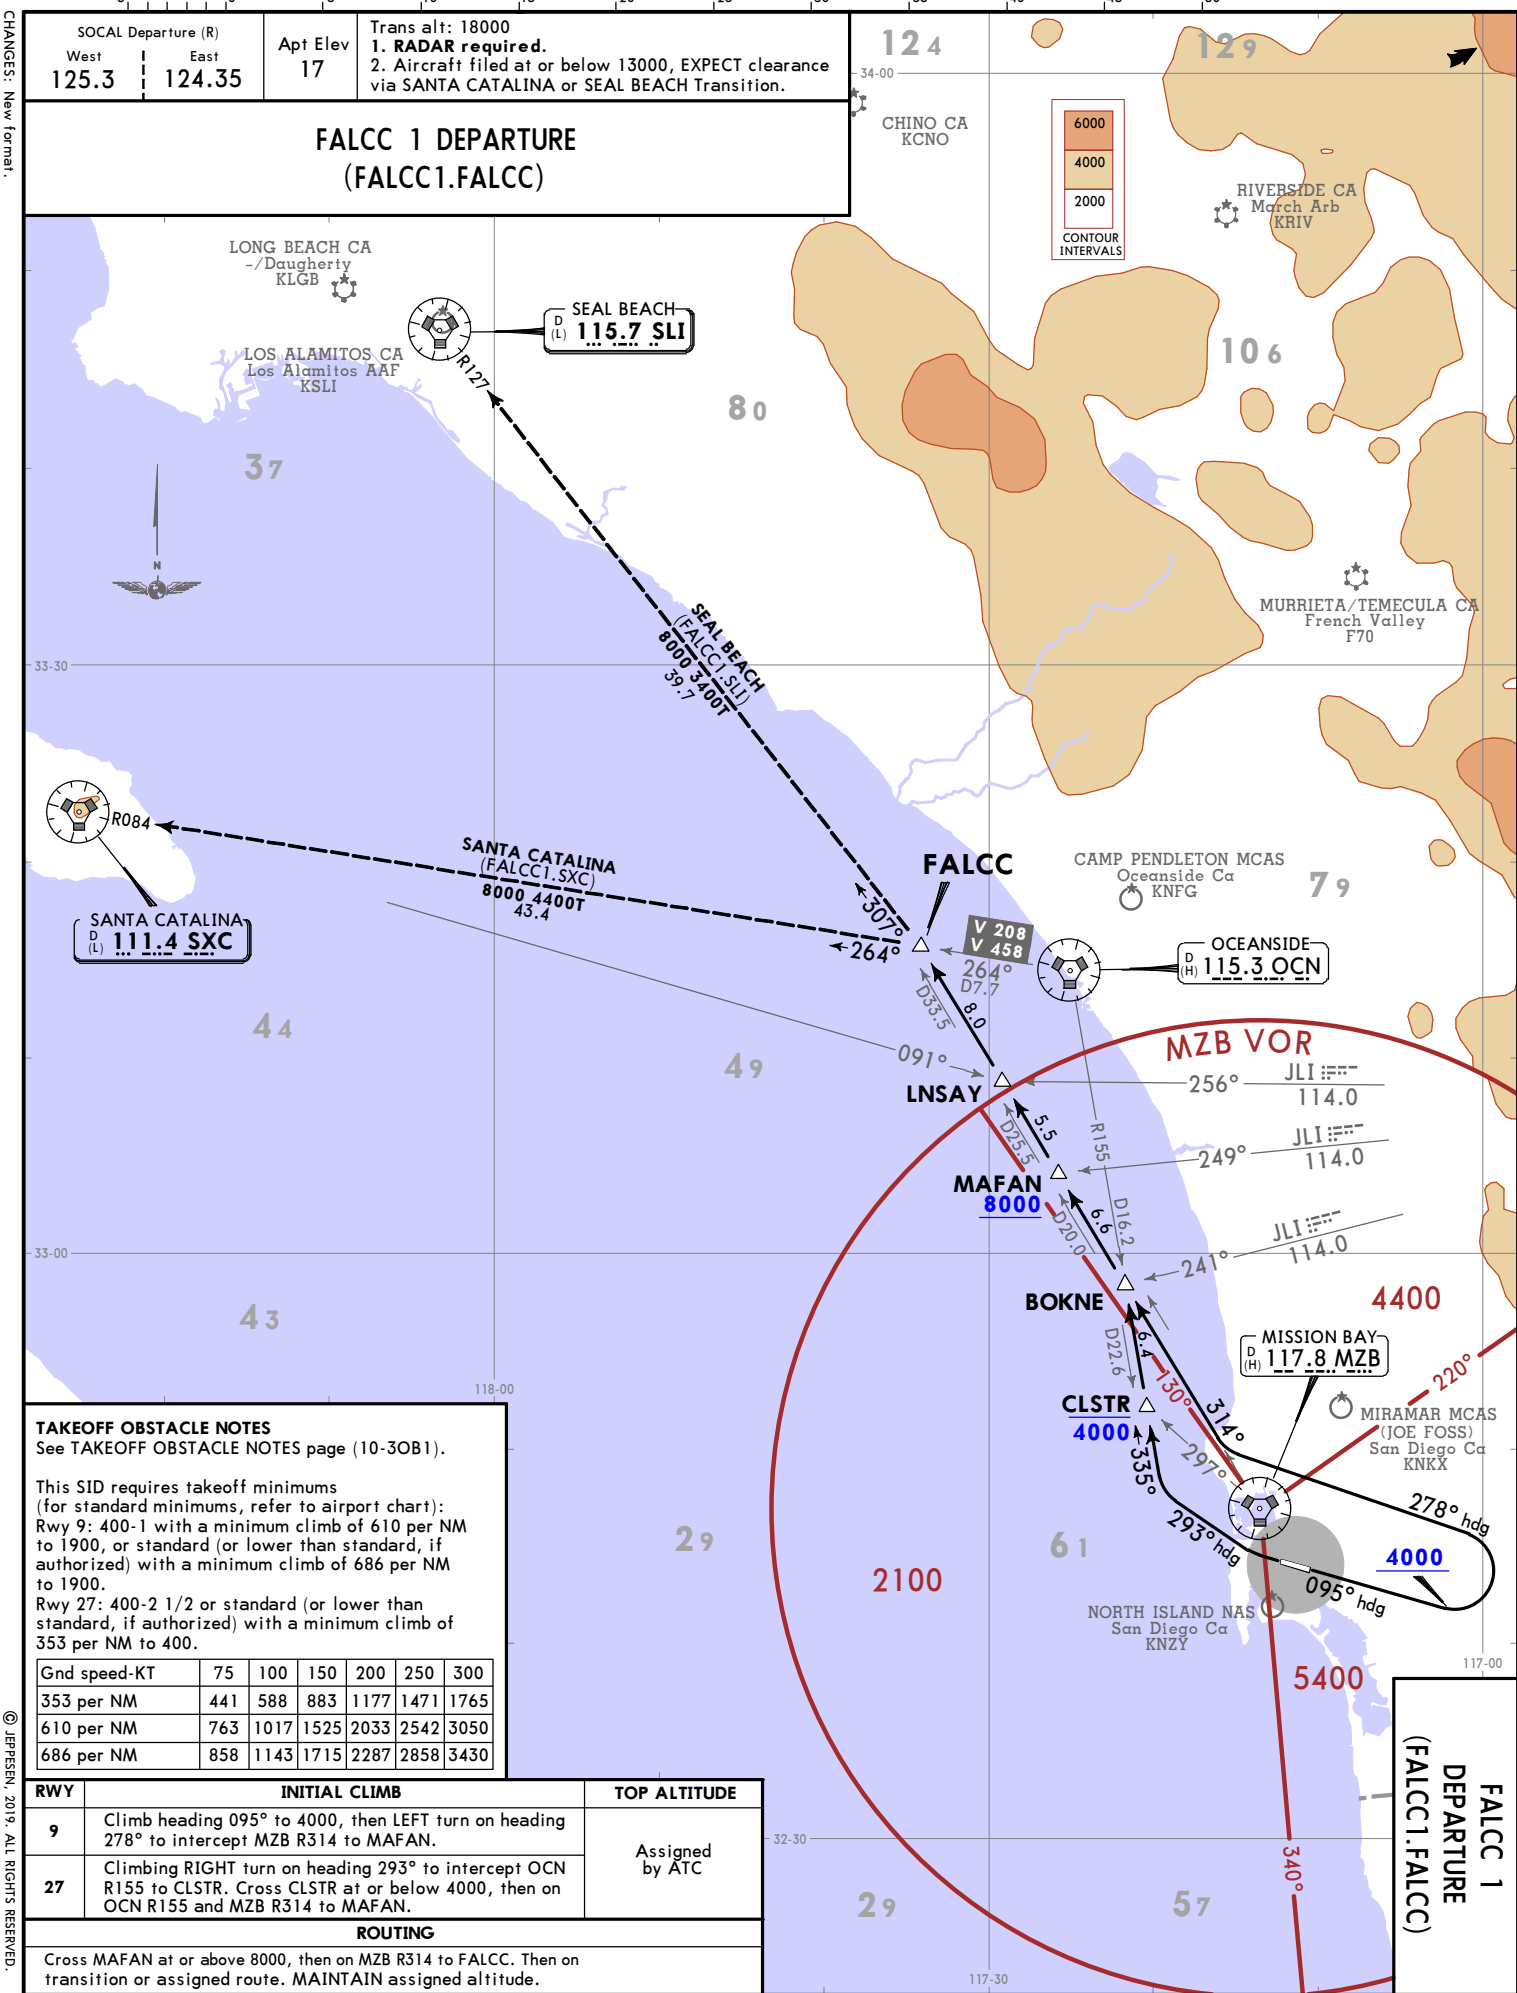 CHANGES: New format.
SOCAL Departure (R)
West
125.3
East
124.35
Apt Elev
17
Trans alt: 18000
1. RADAR required.
2. Aircraft filed at or below 13000, EXPECT clearance
via SANTA CATALINA or SEAL BEACH Transition.
FALCC 1 DEPARTURE
(FALCC1.FALCC)
124
129
34-00
CHINO CA
KCNO
6000
4000
2000
CONTOUR
INTERVALS
RIVERSIDE CA
March Arb
KRIV
LONG BEACH CA
-/Daugherty
KLGB
SEAL BEACH
D
(L) 115.7 SLI
LOS ALAMITOS CA
Los Alamitos AAF
KSLI
R127
106
80
37
N
MURRIETA/TEMECULA CA
French Valley
F70
SEAL BEACH
(FALCC1.SLI)
8000 3400T
39.7
33-30
R084
SANTA CATALINA
(FALCC1.SXC)
8000 4400T
43.4
SANTA CATALINA
D
(L) 111.4 SXC
FALCC
CAMP PENDLETON MCAS
Oceanside Ca
KNFG
79
307°
264°
V 208
V 458
264°
D7.7
OCEANSIDE
D
(H) 115.3 OCN
D33.5
8.0
44
49
091°
MZB VOR
LNSAY
256°
JLI
114.0
5.5
D25.5
R155
249°
JLI
114.0
MAFAN
8000
6.6
D20.0
D16.2
JLI
114.0
241°
33-00
BOKNE
43
4400
MISSION BAY
D
(H) 117.8 MZB
6.4
D22.6
130°
220°
118-00
CLSTR
4000
314°
MIRAMAR MCAS
(JOE FOSS)
San Diego Ca
KNKX
335°
297°
278° hdg
293° hdg
4000
095° hdg
29
61
2100
NORTH ISLAND NAS
San Diego Ca
KNZY
117-00
5400
TAKEOFF OBSTACLE NOTES
See TAKEOFF OBSTACLE NOTES page (10-3OB1).
This SID requires takeoff minimums
(for standard minimums, refer to airport chart):
Rwy 9: 400-1 with a minimum climb of 610 per NM
to 1900, or standard (or lower than standard, if
authorized) with a minimum climb of 686 per NM
to 1900.
Rwy 27: 400-2 1/2 or standard (or lower than
standard, if authorized) with a minimum climb of
353 per NM to 400.
Gnd speed-KT 75 100 150 200 250 300
353 per NM 441 588 883 1177 1471 1765
610 per NM 763 1017 1525 2033 2542 3050
686 per NM 858 1143 1715 2287 2858 3430
RWY INITIAL CLIMB TOP ALTITUDE
9
Climb heading 095° to 4000, then LEFT turn on heading
278° to intercept MZB R314 to MAFAN.
27
Climbing RIGHT turn on heading 293° to intercept OCN
R155 to CLSTR. Cross CLSTR at or below 4000, then on
OCN R155 and MZB R314 to MAFAN.
Assigned
by ATC
ROUTING
Cross MAFAN at or above 8000, then on MZB R314 to FALCC. Then on
transition or assigned route. MAINTAIN assigned altitude.
32-30
340°
29
57
117-30
FALCC 1
DEPARTURE
(FALCC1.FALCC)
© JEPPESEN, 2019. ALL RIGHTS RESERVED.